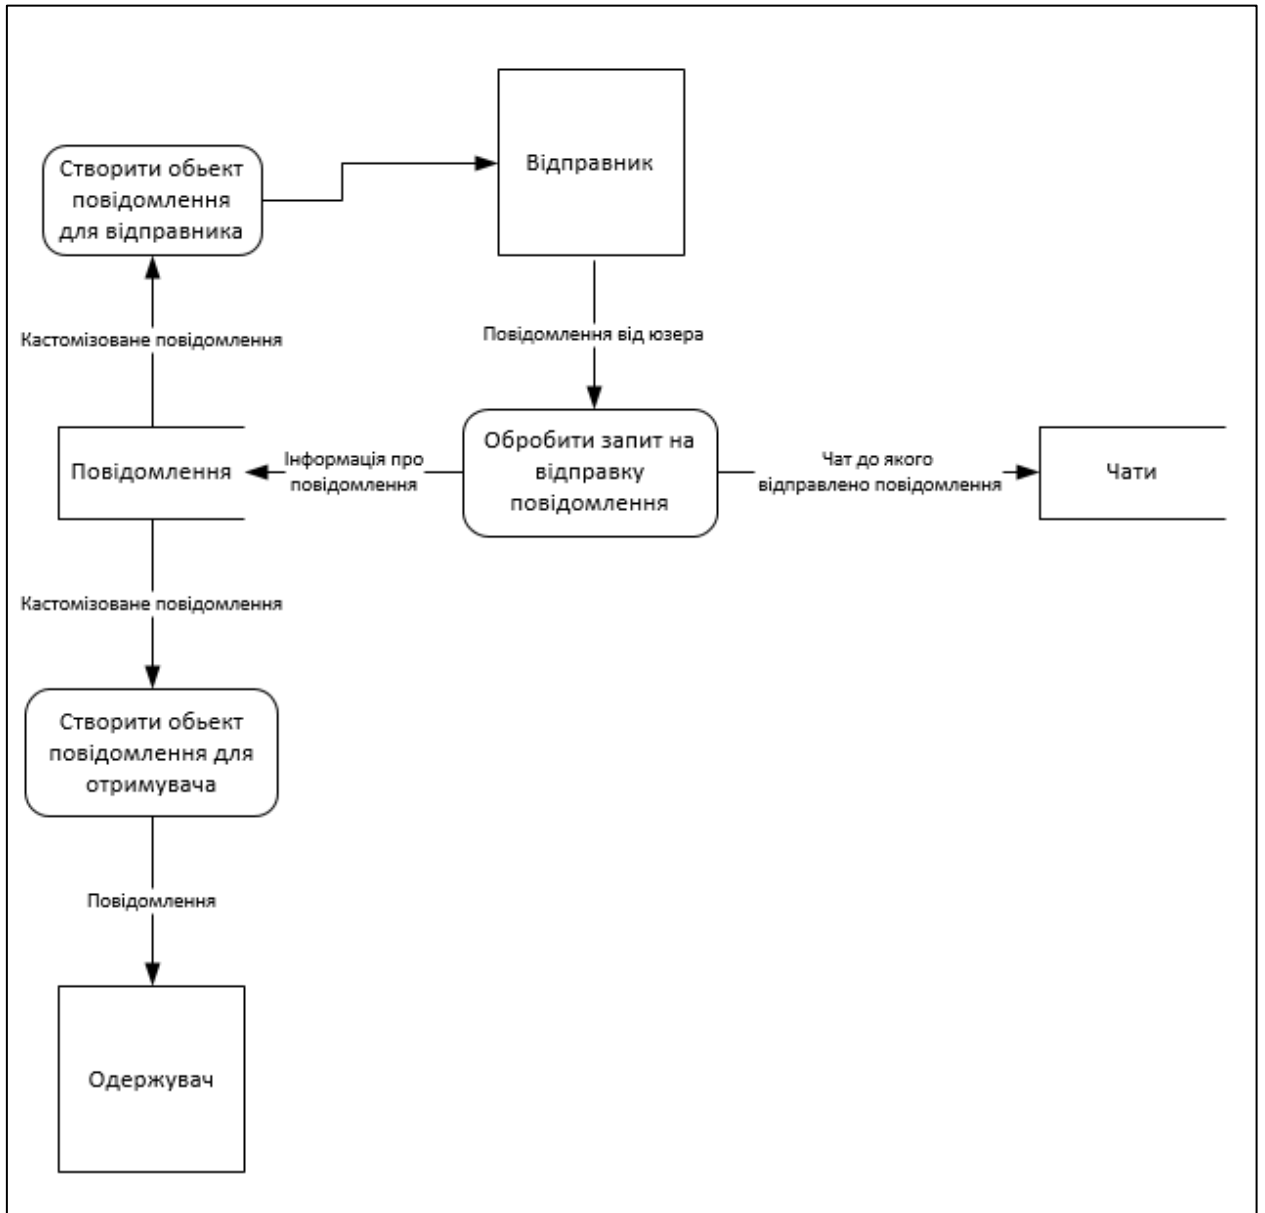 Відправник
Створити обьект
повідомлення
для відправника
Кастомізоване повідомлення
Повідомлення від юзера
Повідомлення
Інформація про
повідомлення
Обробити запит на
відправку
повідомлення
Чат до якого
відправлено повідомлення
Чати
Кастомізоване повідомлення
Створити обьект
повідомлення для
отримувача
Повідомлення
Одержувач